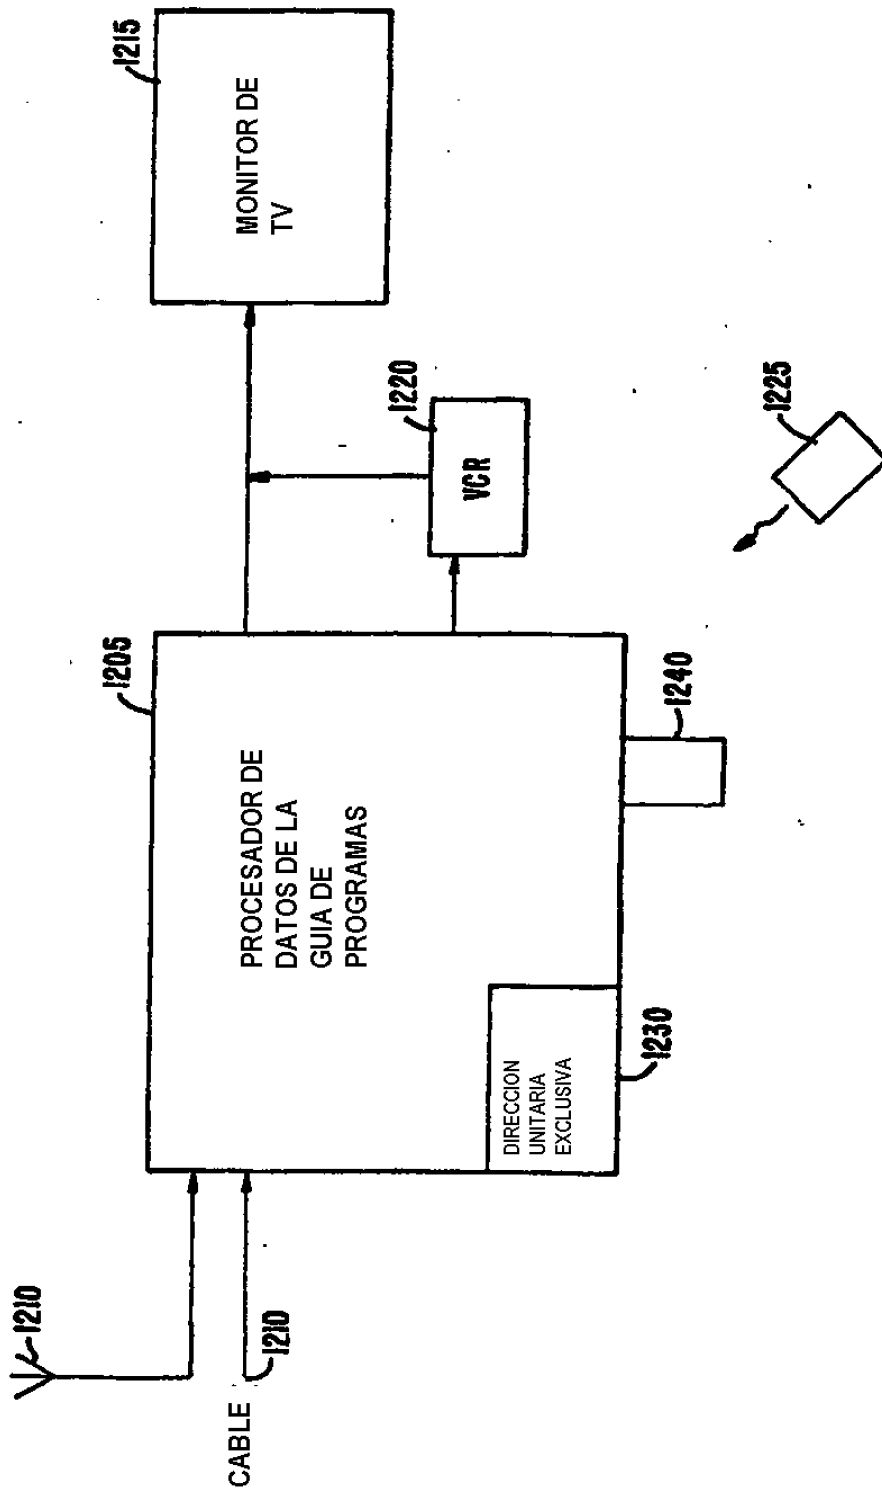 1210
CABLE
1210
1205
PROCESADOR DE
DATOS DE LA
GUIA DE
PROGRAMAS
DIRECCION
UNITARIA
EXCLUSIVA
1230
1240
1220
VCR
1215
MONITOR DE
TV
1225